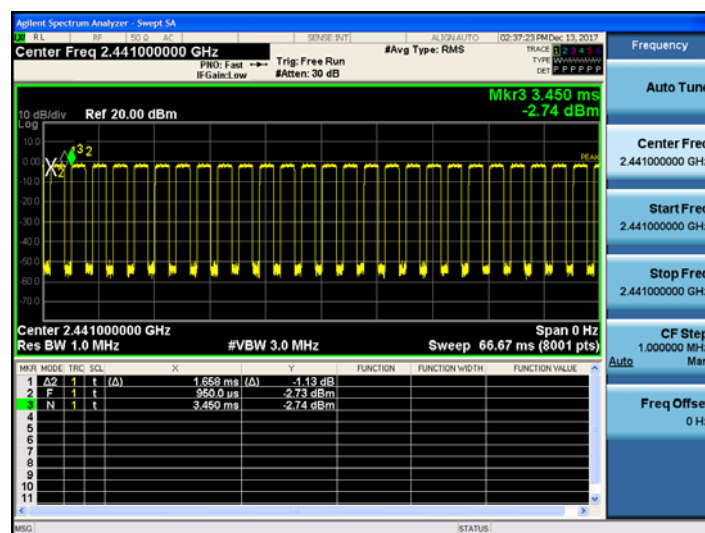 Agilent Spectrum Analyzer - Swept SA
RL RF 50 Ω AC SENSE:INT ALIGN AUTO 02:37:23 PM Dec 13, 2017
Center Freq 2.441000000 GHz #Avg Type: RMS TRACE 1 2 3 4 5 6
PNO: Fast Trig: Free Run TYPE
IFGain:Low #Atten: 30 dB DET P P P P P P
Mkr3 3.450 ms
10 dB/div Ref 20.00 dBm -2.74 dBm
Log
10.0
0.00
-10.0
-20.0
-30.0
-40.0
-50.0
-60.0
-70.0
1 3 2
X2
PEAK
Center 2.441000000 GHz Span 0 Hz
Res BW 1.0 MHz #VBW 3.0 MHz Sweep 66.67 ms (8001 pts)
MKR MODE TRC SCL X Y FUNCTION FUNCTION WIDTH FUNCTION VALUE
1 Δ2 1 t (Δ) 1.658 ms (Δ) -1.13 dB
2 F 1 t 950.0 µs -2.73 dBm
3 N 1 t 3.450 ms -2.74 dBm
4
5
6
7
8
9
10
11
MSG STATUS
Frequency
Auto Tune
Center Freq
2.441000000 GHz
Start Freq
2.441000000 GHz
Stop Freq
2.441000000 GHz
CF Step
1.000000 MHz
Auto Man
Freq Offset
0 Hz